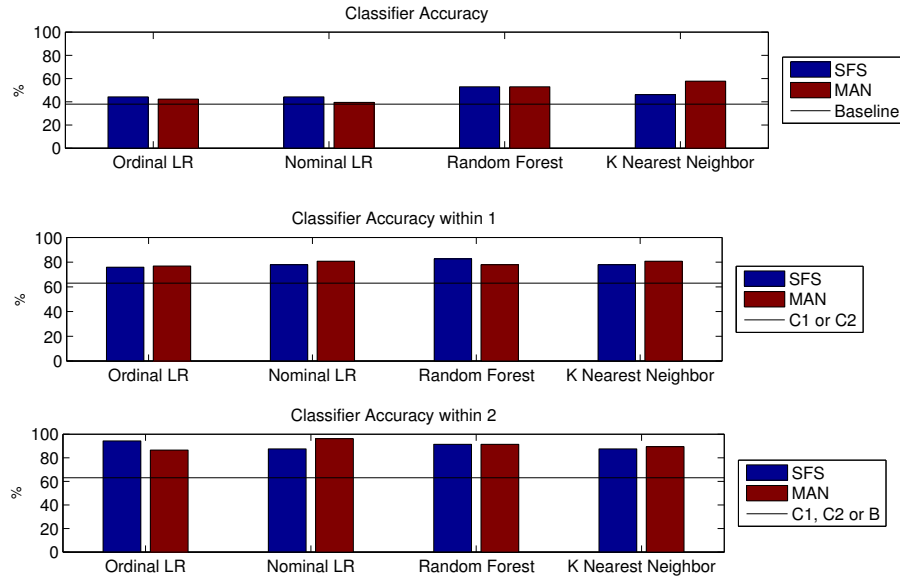 Classifier Accuracy
100
80
60
40
20
0
%
Ordinal LR
Nominal LR
Random Forest
K Nearest Neighbor
SFS
MAN
Baseline
Classifier Accuracy within 1
100
80
60
40
20
0
%
Ordinal LR
Nominal LR
Random Forest
K Nearest Neighbor
SFS
MAN
C1 or C2
Classifier Accuracy within 2
100
80
60
40
20
0
%
Ordinal LR
Nominal LR
Random Forest
K Nearest Neighbor
SFS
MAN
C1, C2 or B